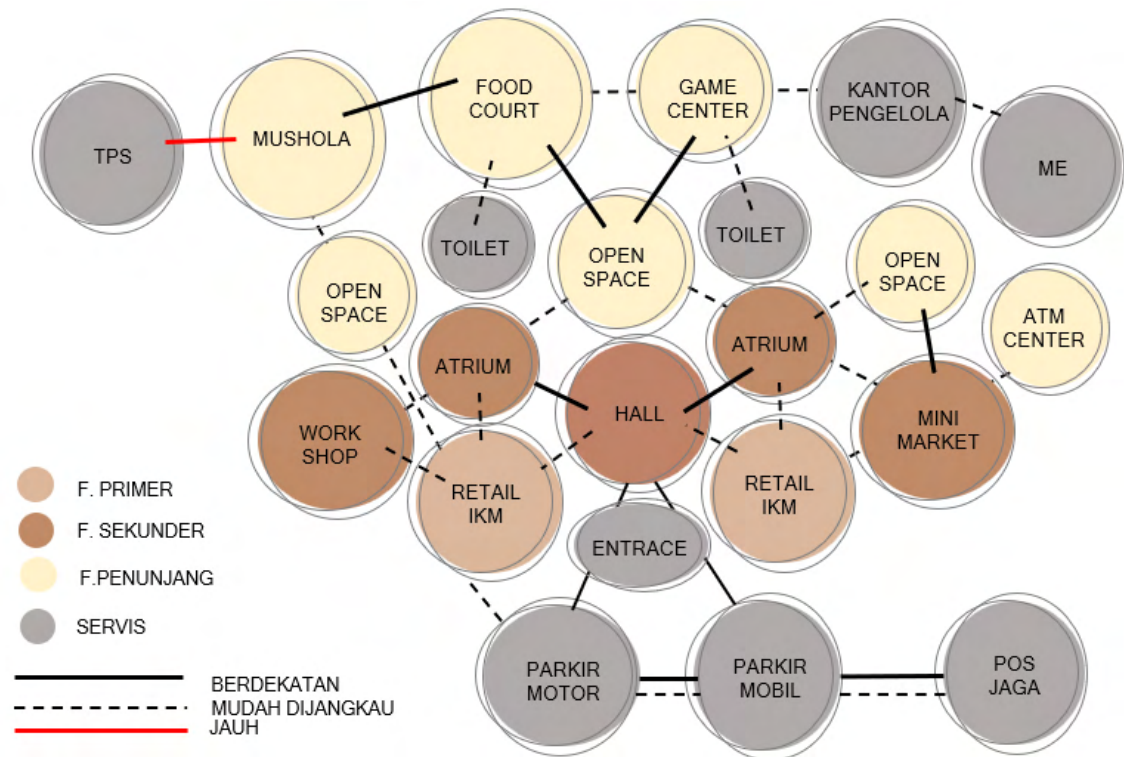 FOOD
COURT
GAME
CENTER
KANTOR
PENGELOLA
TPS
MUSHOLA
ME
TOILET
OPEN
SPACE
TOILET
OPEN
SPACE
OPEN
SPACE
ATM
CENTER
ATRIUM
ATRIUM
HALL
WORK
SHOP
MINI
MARKET
RETAIL
IKM
RETAIL
IKM
ENTRACE
PARKIR
MOTOR
PARKIR
MOBIL
POS
JAGA
F. PRIMER
F. SEKUNDER
F.PENUNJANG
SERVIS
BERDEKATAN
MUDAH DIJANGKAU
JAUH